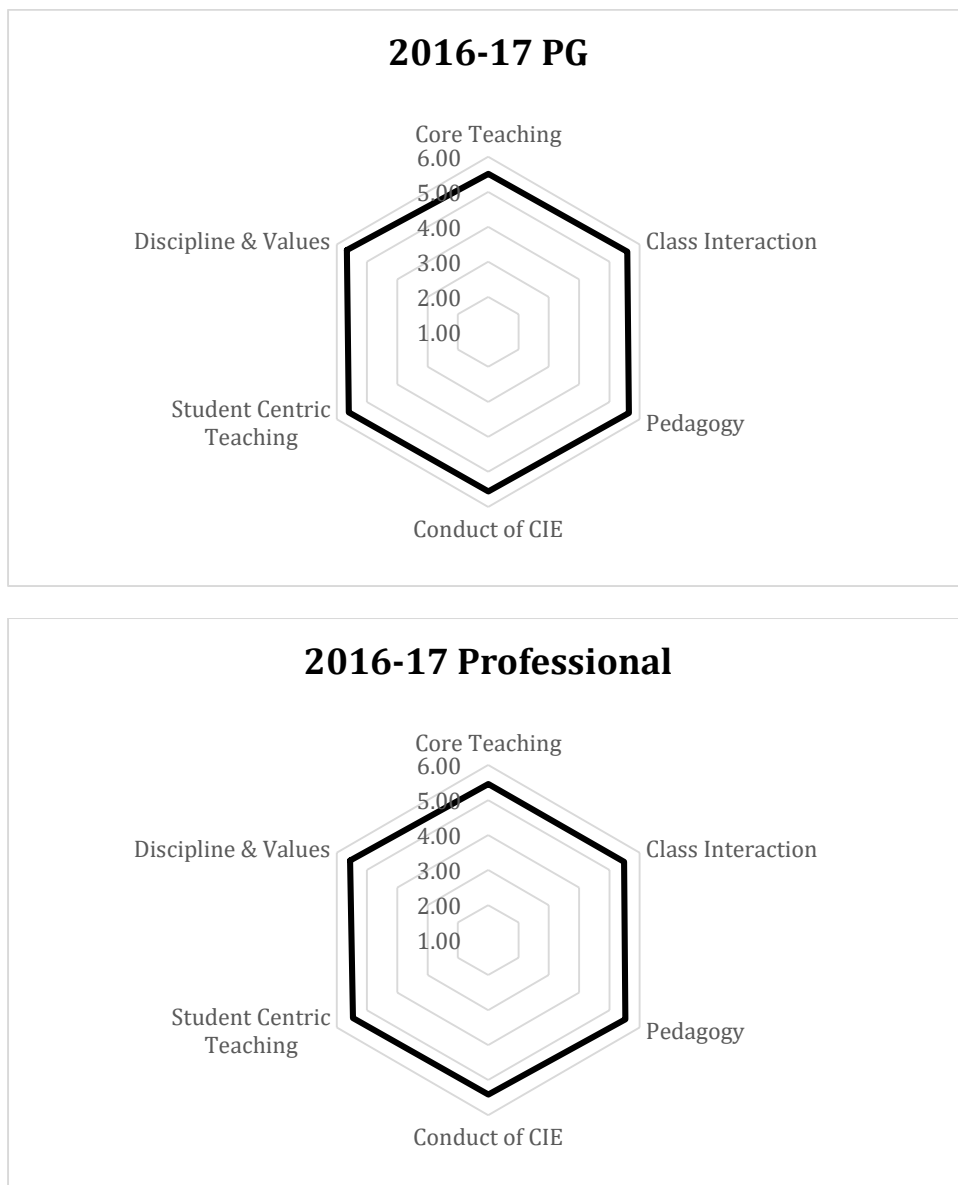 2016-17 PG
Core Teaching
6.00
5.00
4.00
3.00
2.00
1.00
Discipline & Values
Class Interaction
Student Centric
Teaching
Pedagogy
Conduct of CIE
2016-17 Professional
Core Teaching
6.00
5.00
4.00
3.00
2.00
1.00
Discipline & Values
Class Interaction
Student Centric
Teaching
Pedagogy
Conduct of CIE